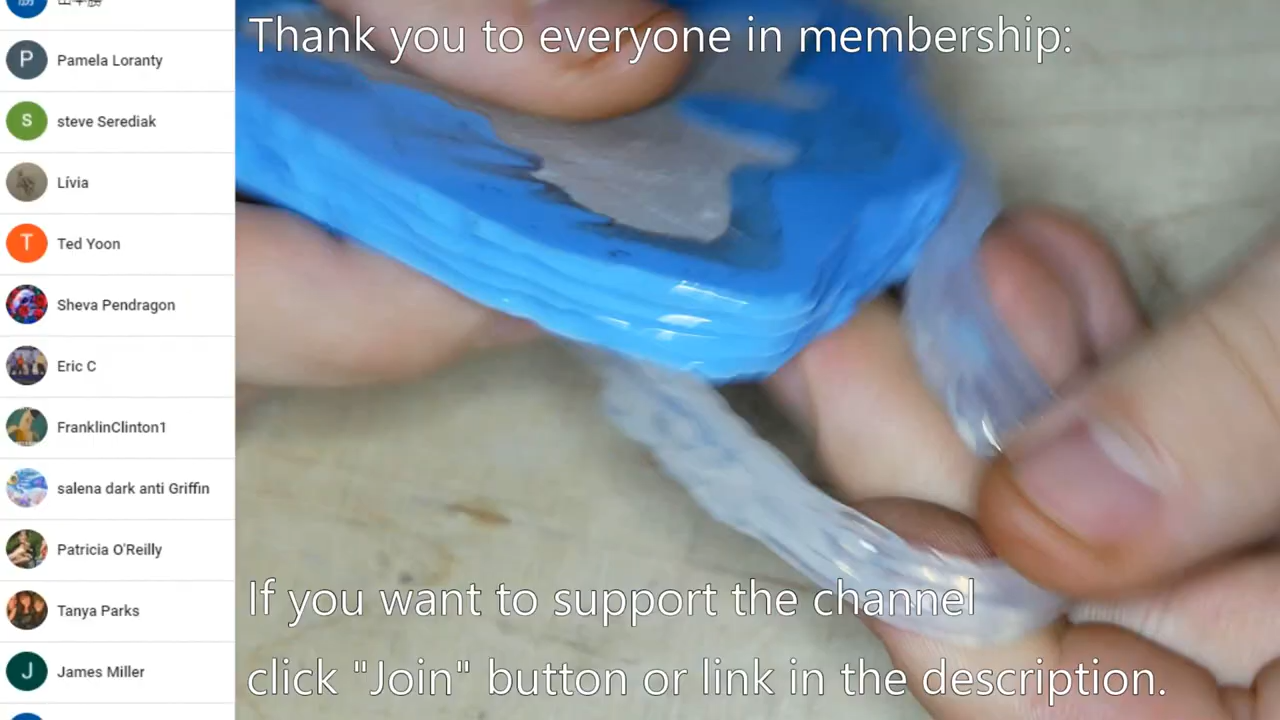 Thank you to everyone in membership:
P Pamela Loranty
S steve Serediak
Lívia
T Ted Yoon
Sheva Pendragon
Eric C
FranklinClinton1
salena dark anti Griffin
Patricia O'Reilly
Tanya Parks
J James Miller
If you want to support the channel
click "Join" button or link in the description.